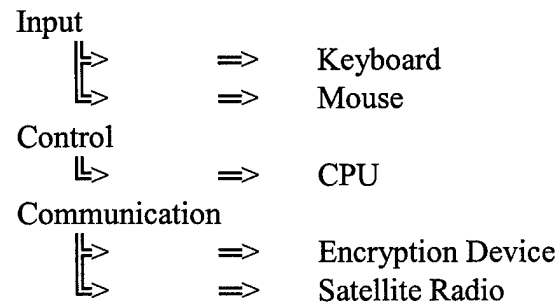 Input
╠> => Keyboard
╚> => Mouse
Control
╚> => CPU
Communication
╠> => Encryption Device
╚> => Satellite Radio